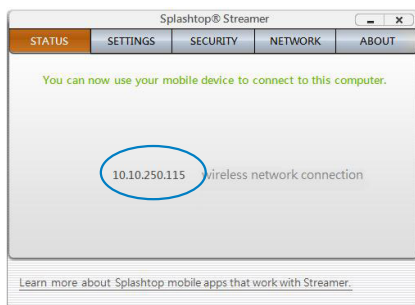 Splashtop® Streamer
STATUS SETTINGS SECURITY NETWORK ABOUT
You can now use your mobile device to connect to this computer.
10.10.250.115 wireless network connection
Learn more about Splashtop mobile apps that work with Streamer.